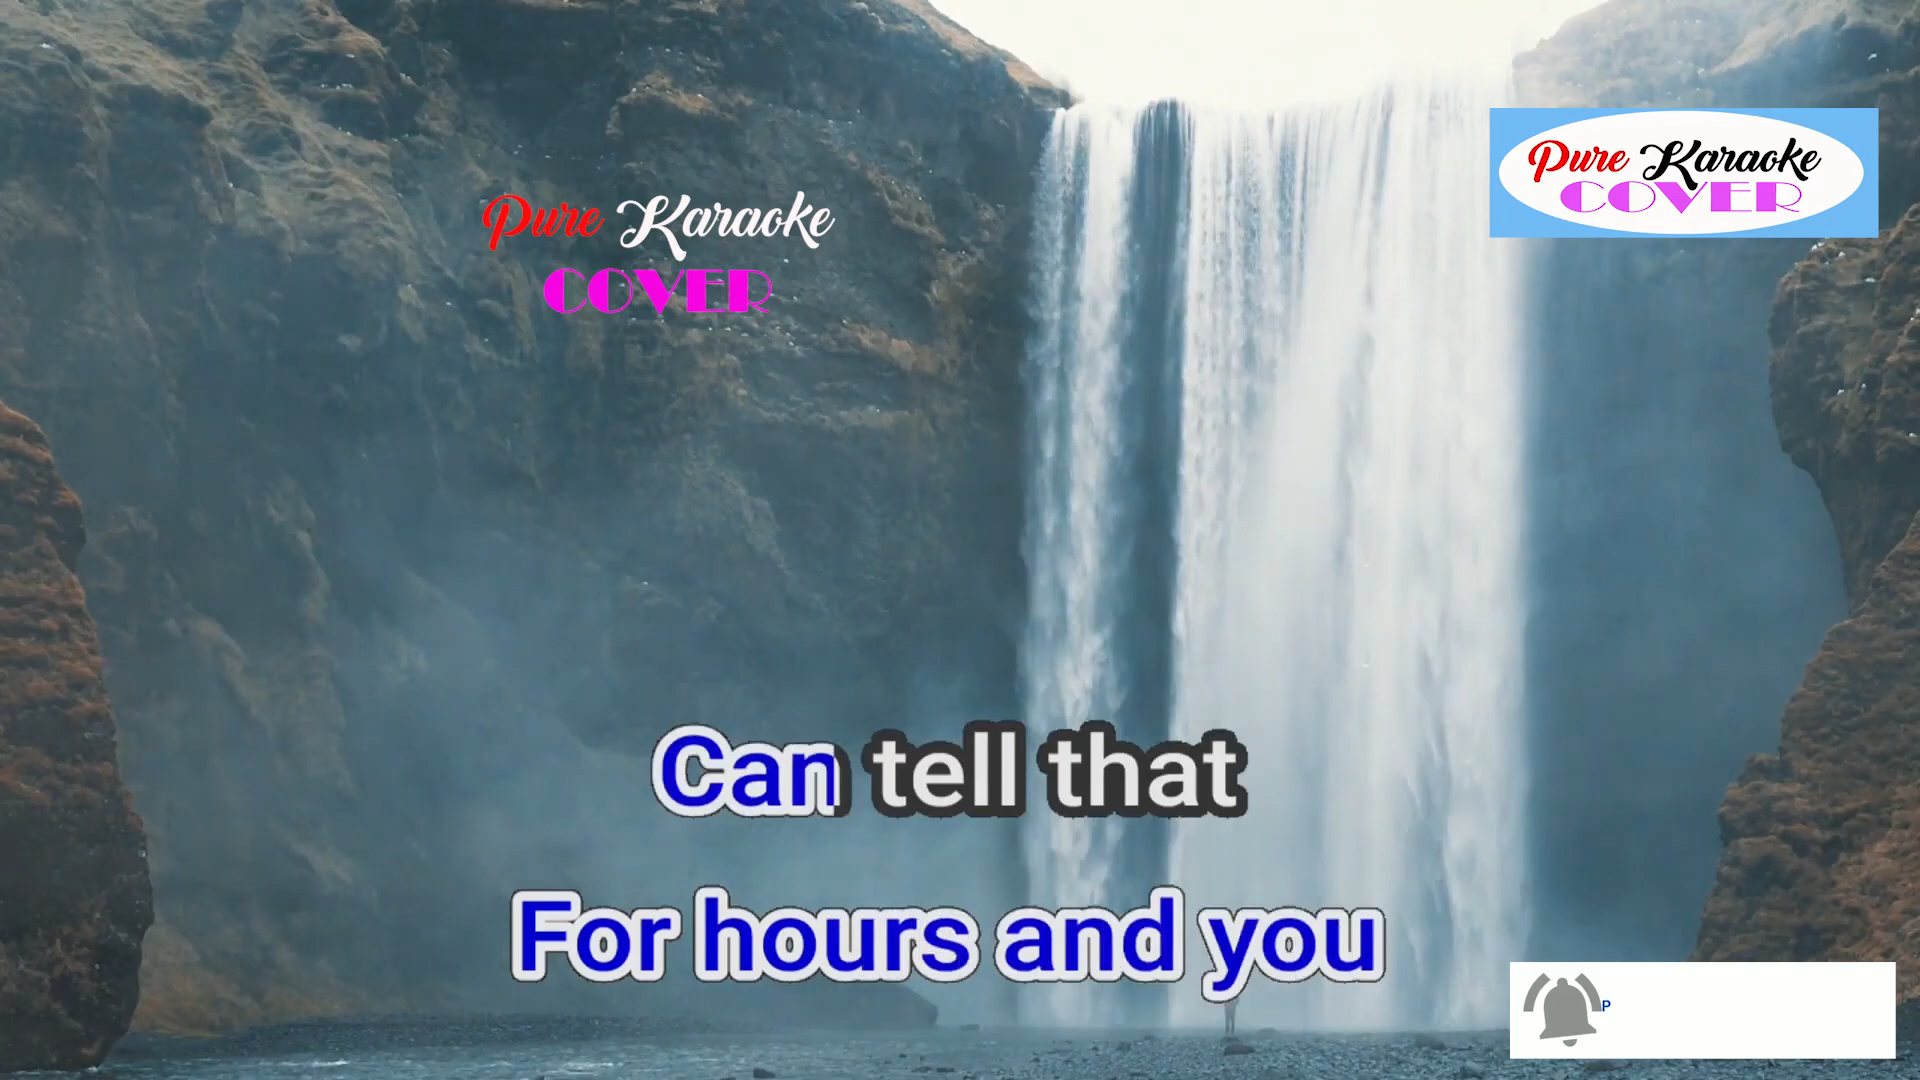 Pure Karaoke
COVER
Pure Karaoke
COVER
Can tell that
For hours and you
P